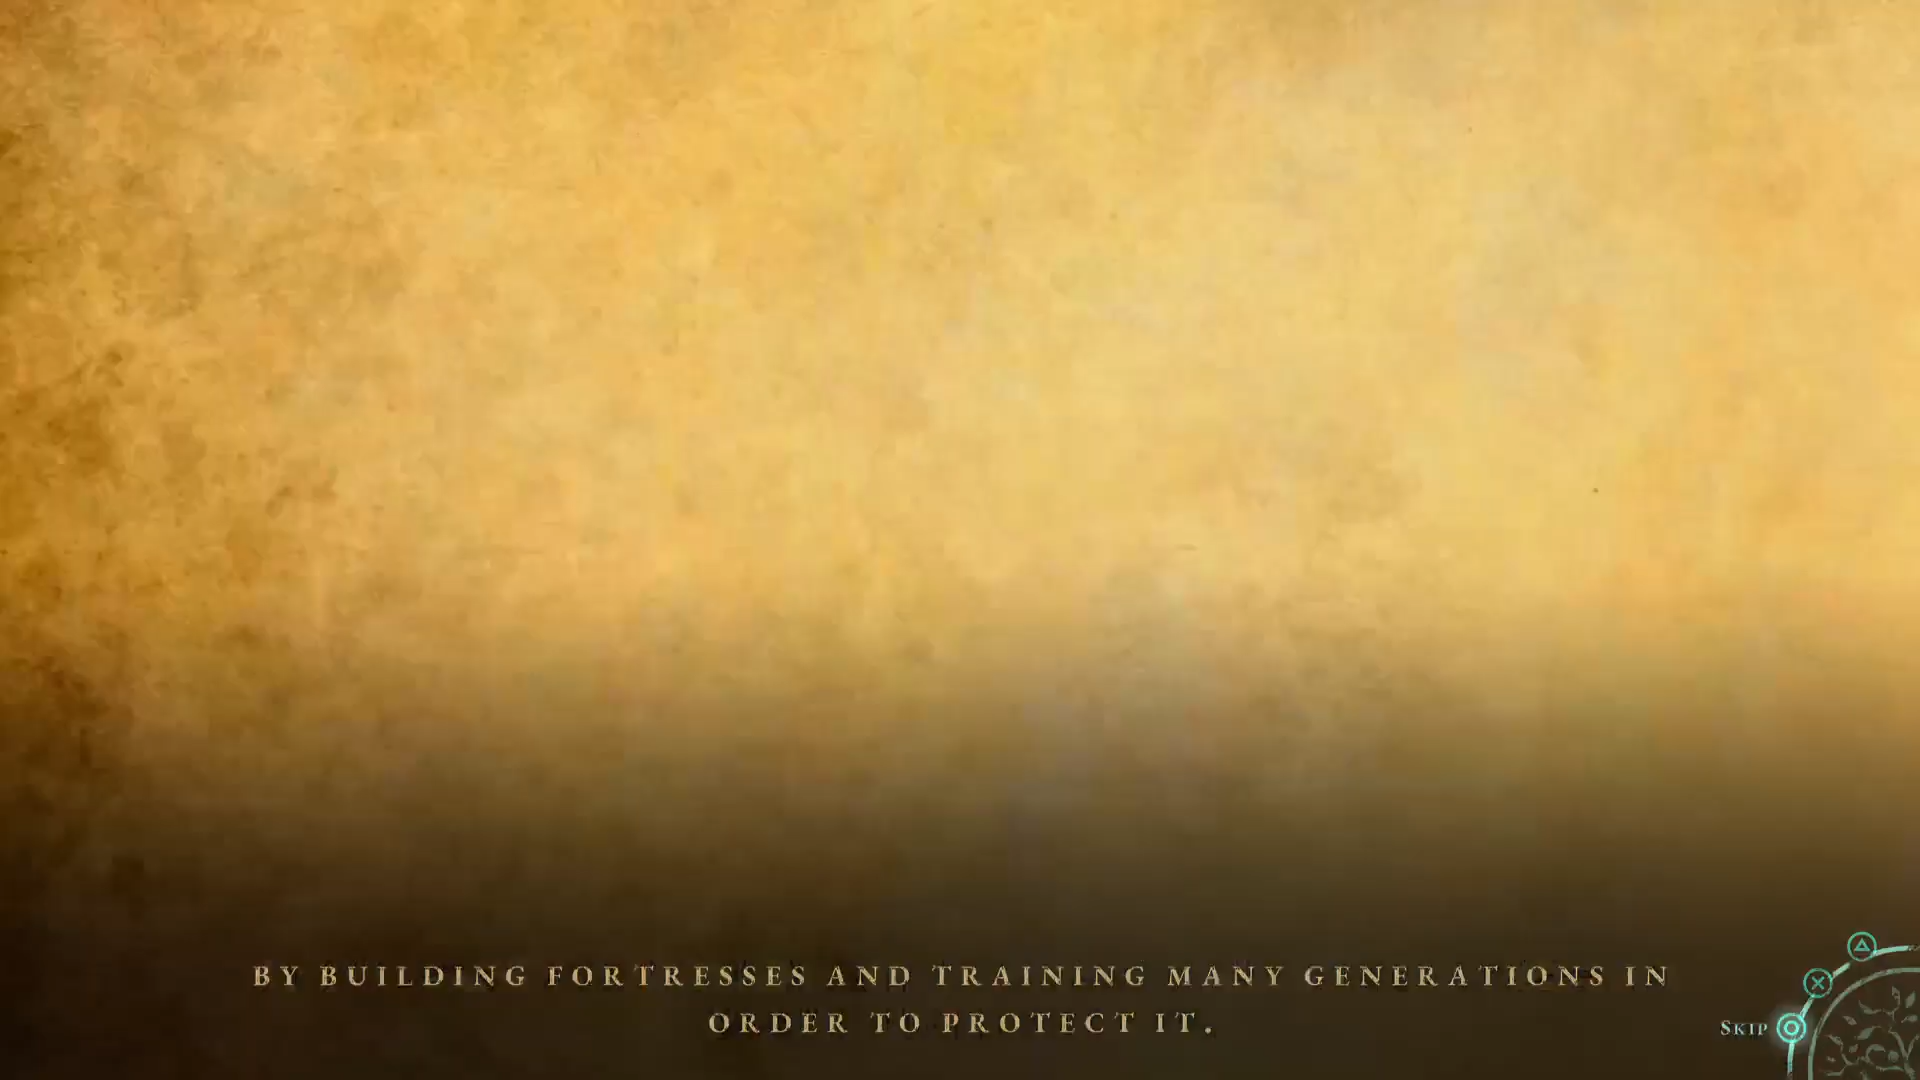 BY BUILDING FORTRESSES AND TRAINING MANY GENERATIONS IN
ORDER TO PROTECT IT.
SKIP